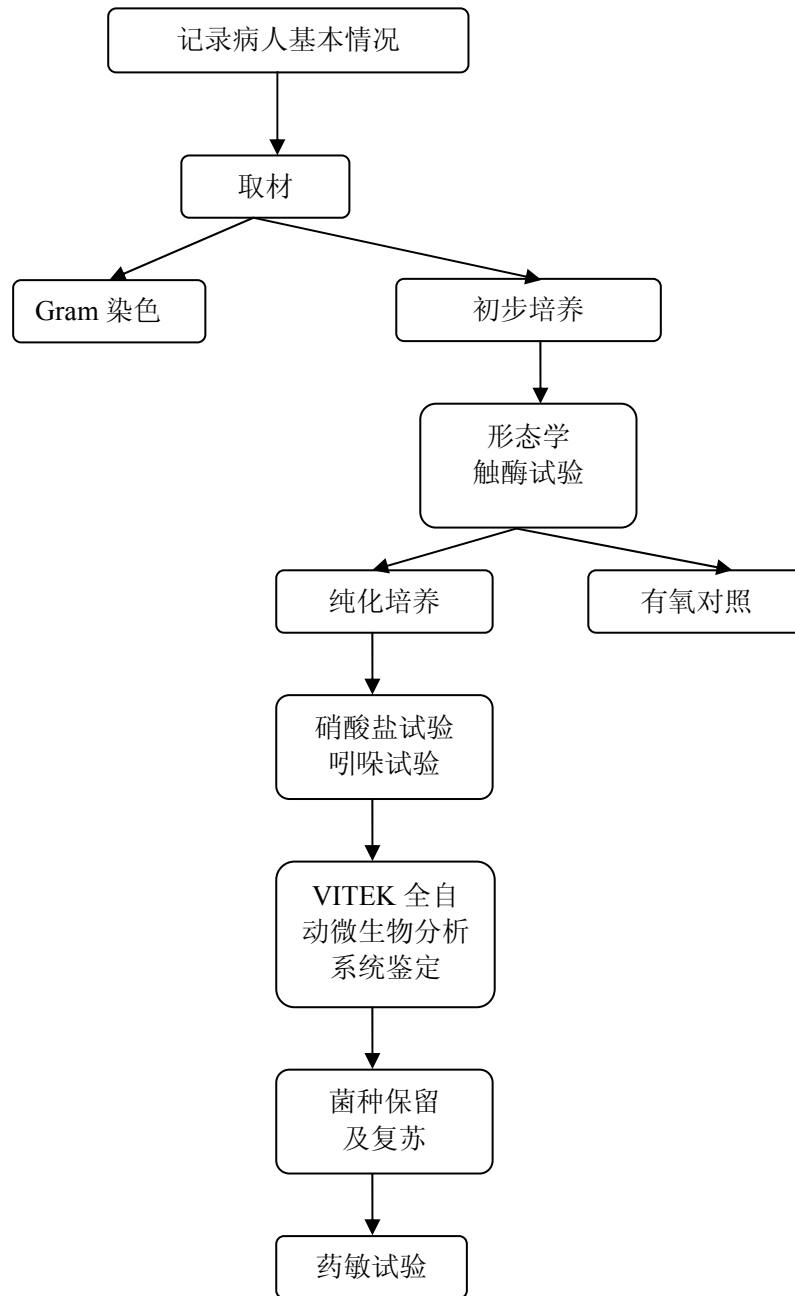 记录病人基本情况
取材
Gram 染色
初步培养
形态学
触酶试验
纯化培养
有氧对照
硝酸盐试验
吲哚试验
VITEK 全自
动微生物分析
系统鉴定
菌种保留
及复苏
药敏试验